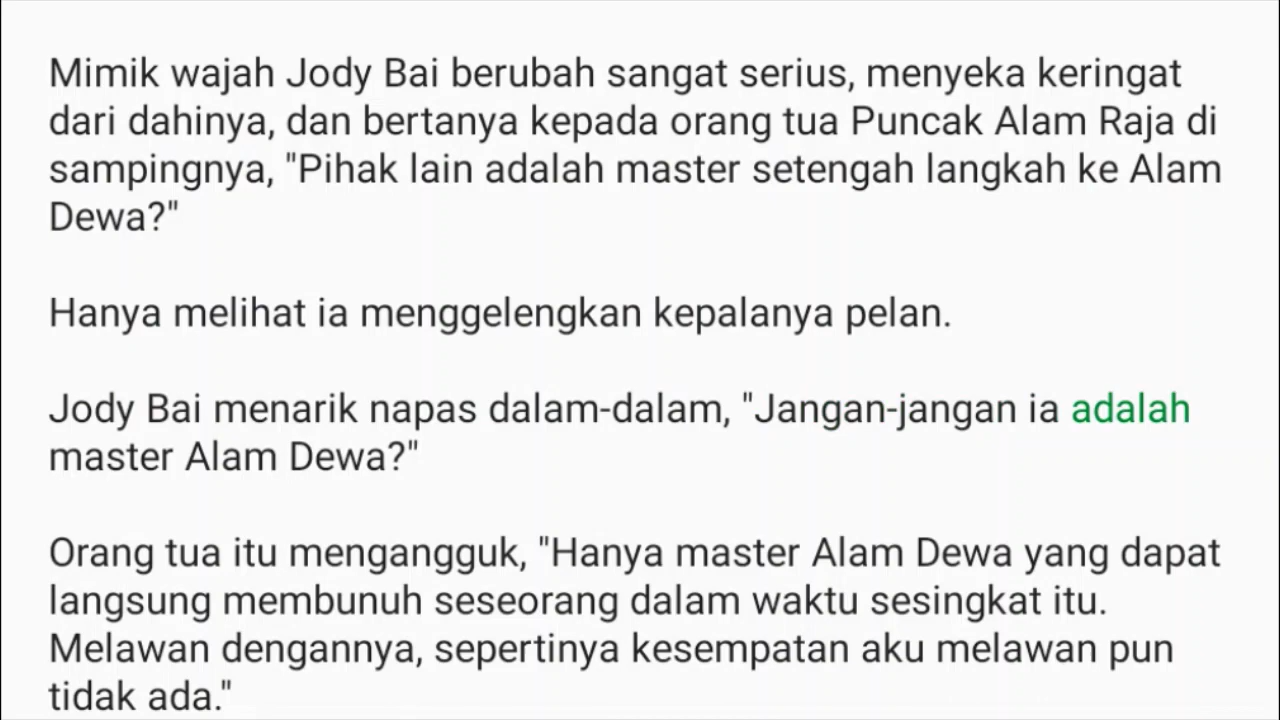 Mimik wajah Jody Bai berubah sangat serius, menyeka keringat
dari dahinya, dan bertanya kepada orang tua Puncak Alam Raja di
sampingnya, "Pihak lain adalah master setengah langkah ke Alam
Dewa?"
Hanya melihat ia menggelengkan kepalanya pelan.
Jody Bai menarik napas dalam-dalam, "Jangan-jangan ia adalah
master Alam Dewa?"
Orang tua itu mengangguk, "Hanya master Alam Dewa yang dapat
langsung membunuh seseorang dalam waktu sesingkat itu.
Melawan dengannya, sepertinya kesempatan aku melawan pun
tidak ada."